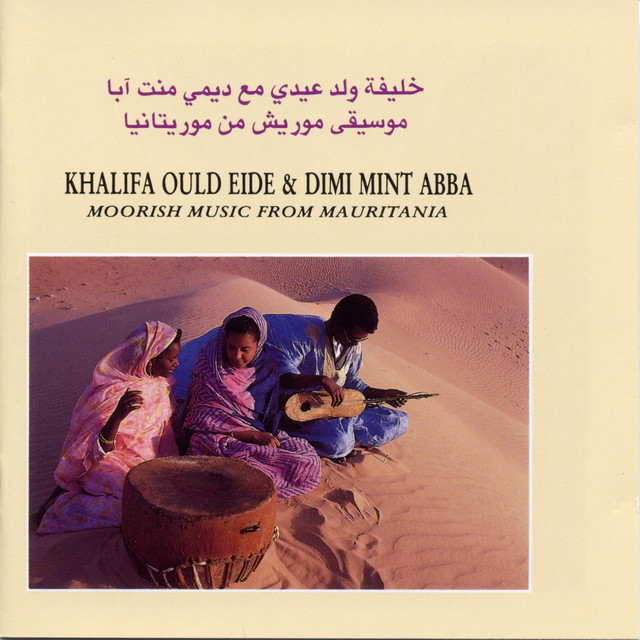 خليفة ولد عيدي مع ديمي منت آبا
موسيقى موريش من موريتانيا
KHALIFA OULD EIDE & DIMI MINT ABBA
MOORISH MUSIC FROM MAURITANIA